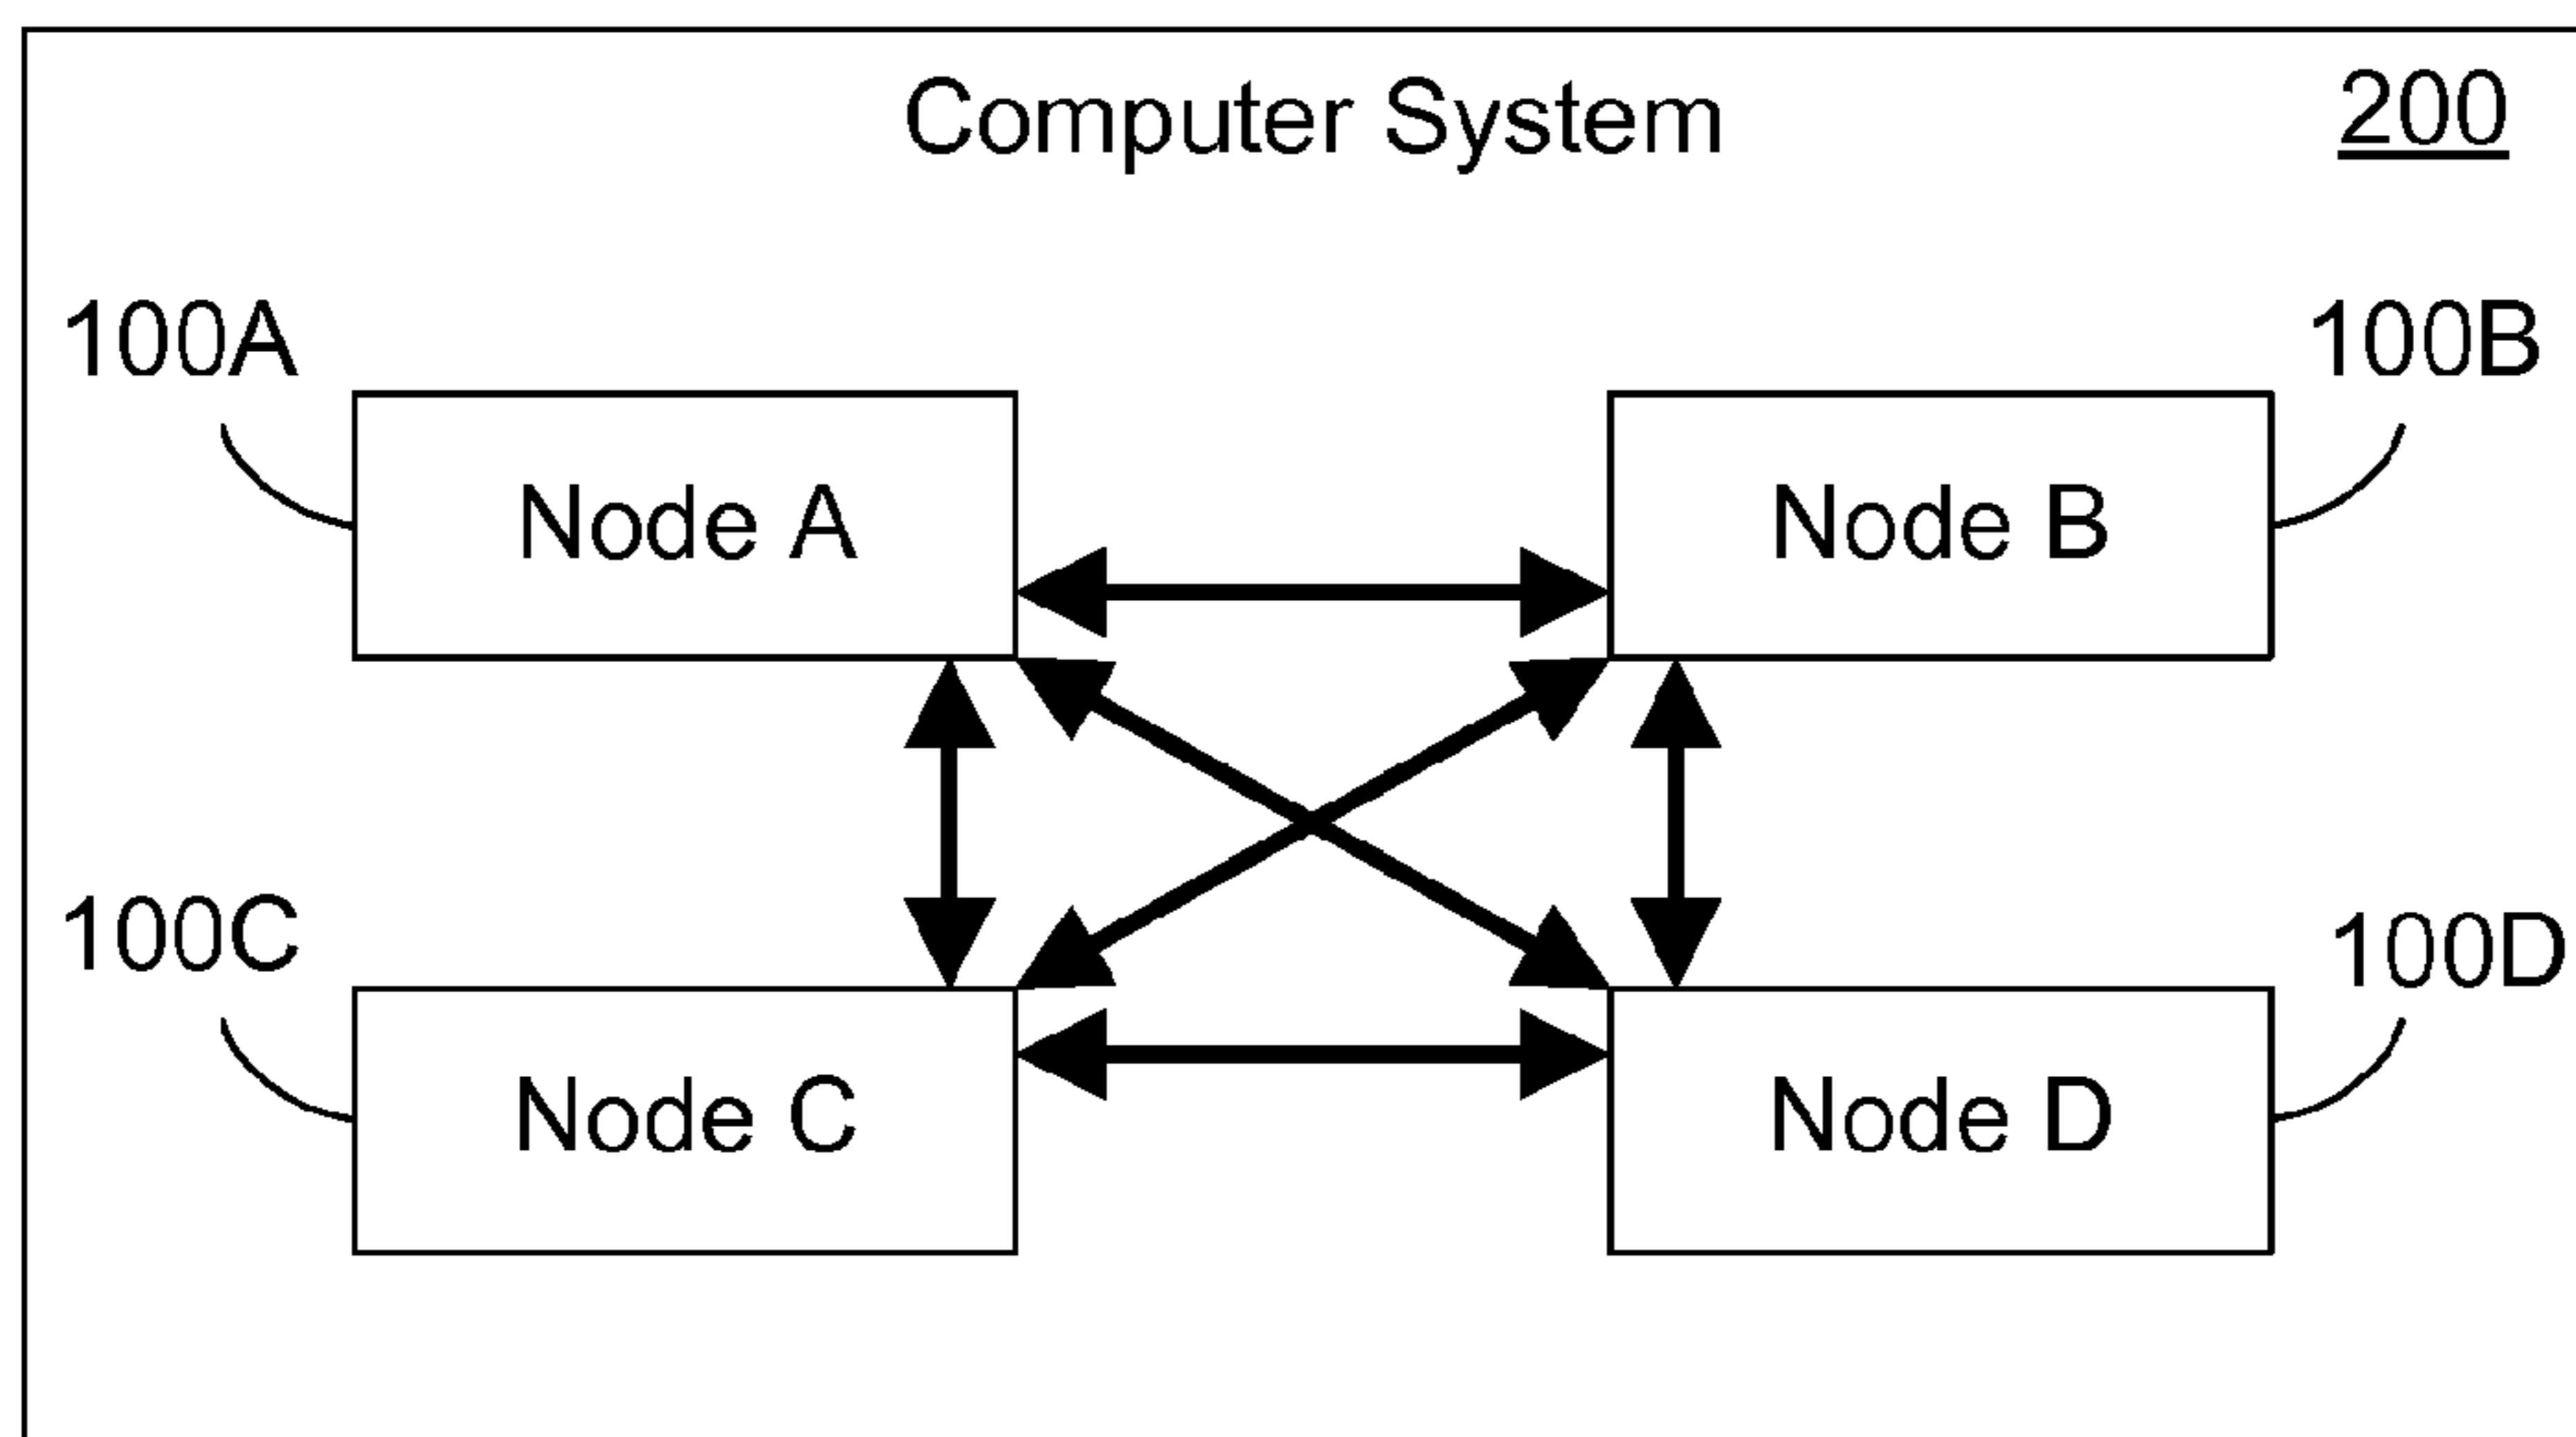 Computer System
200
100A
100B
Node A
Node B
100C
100D
Node C
Node D